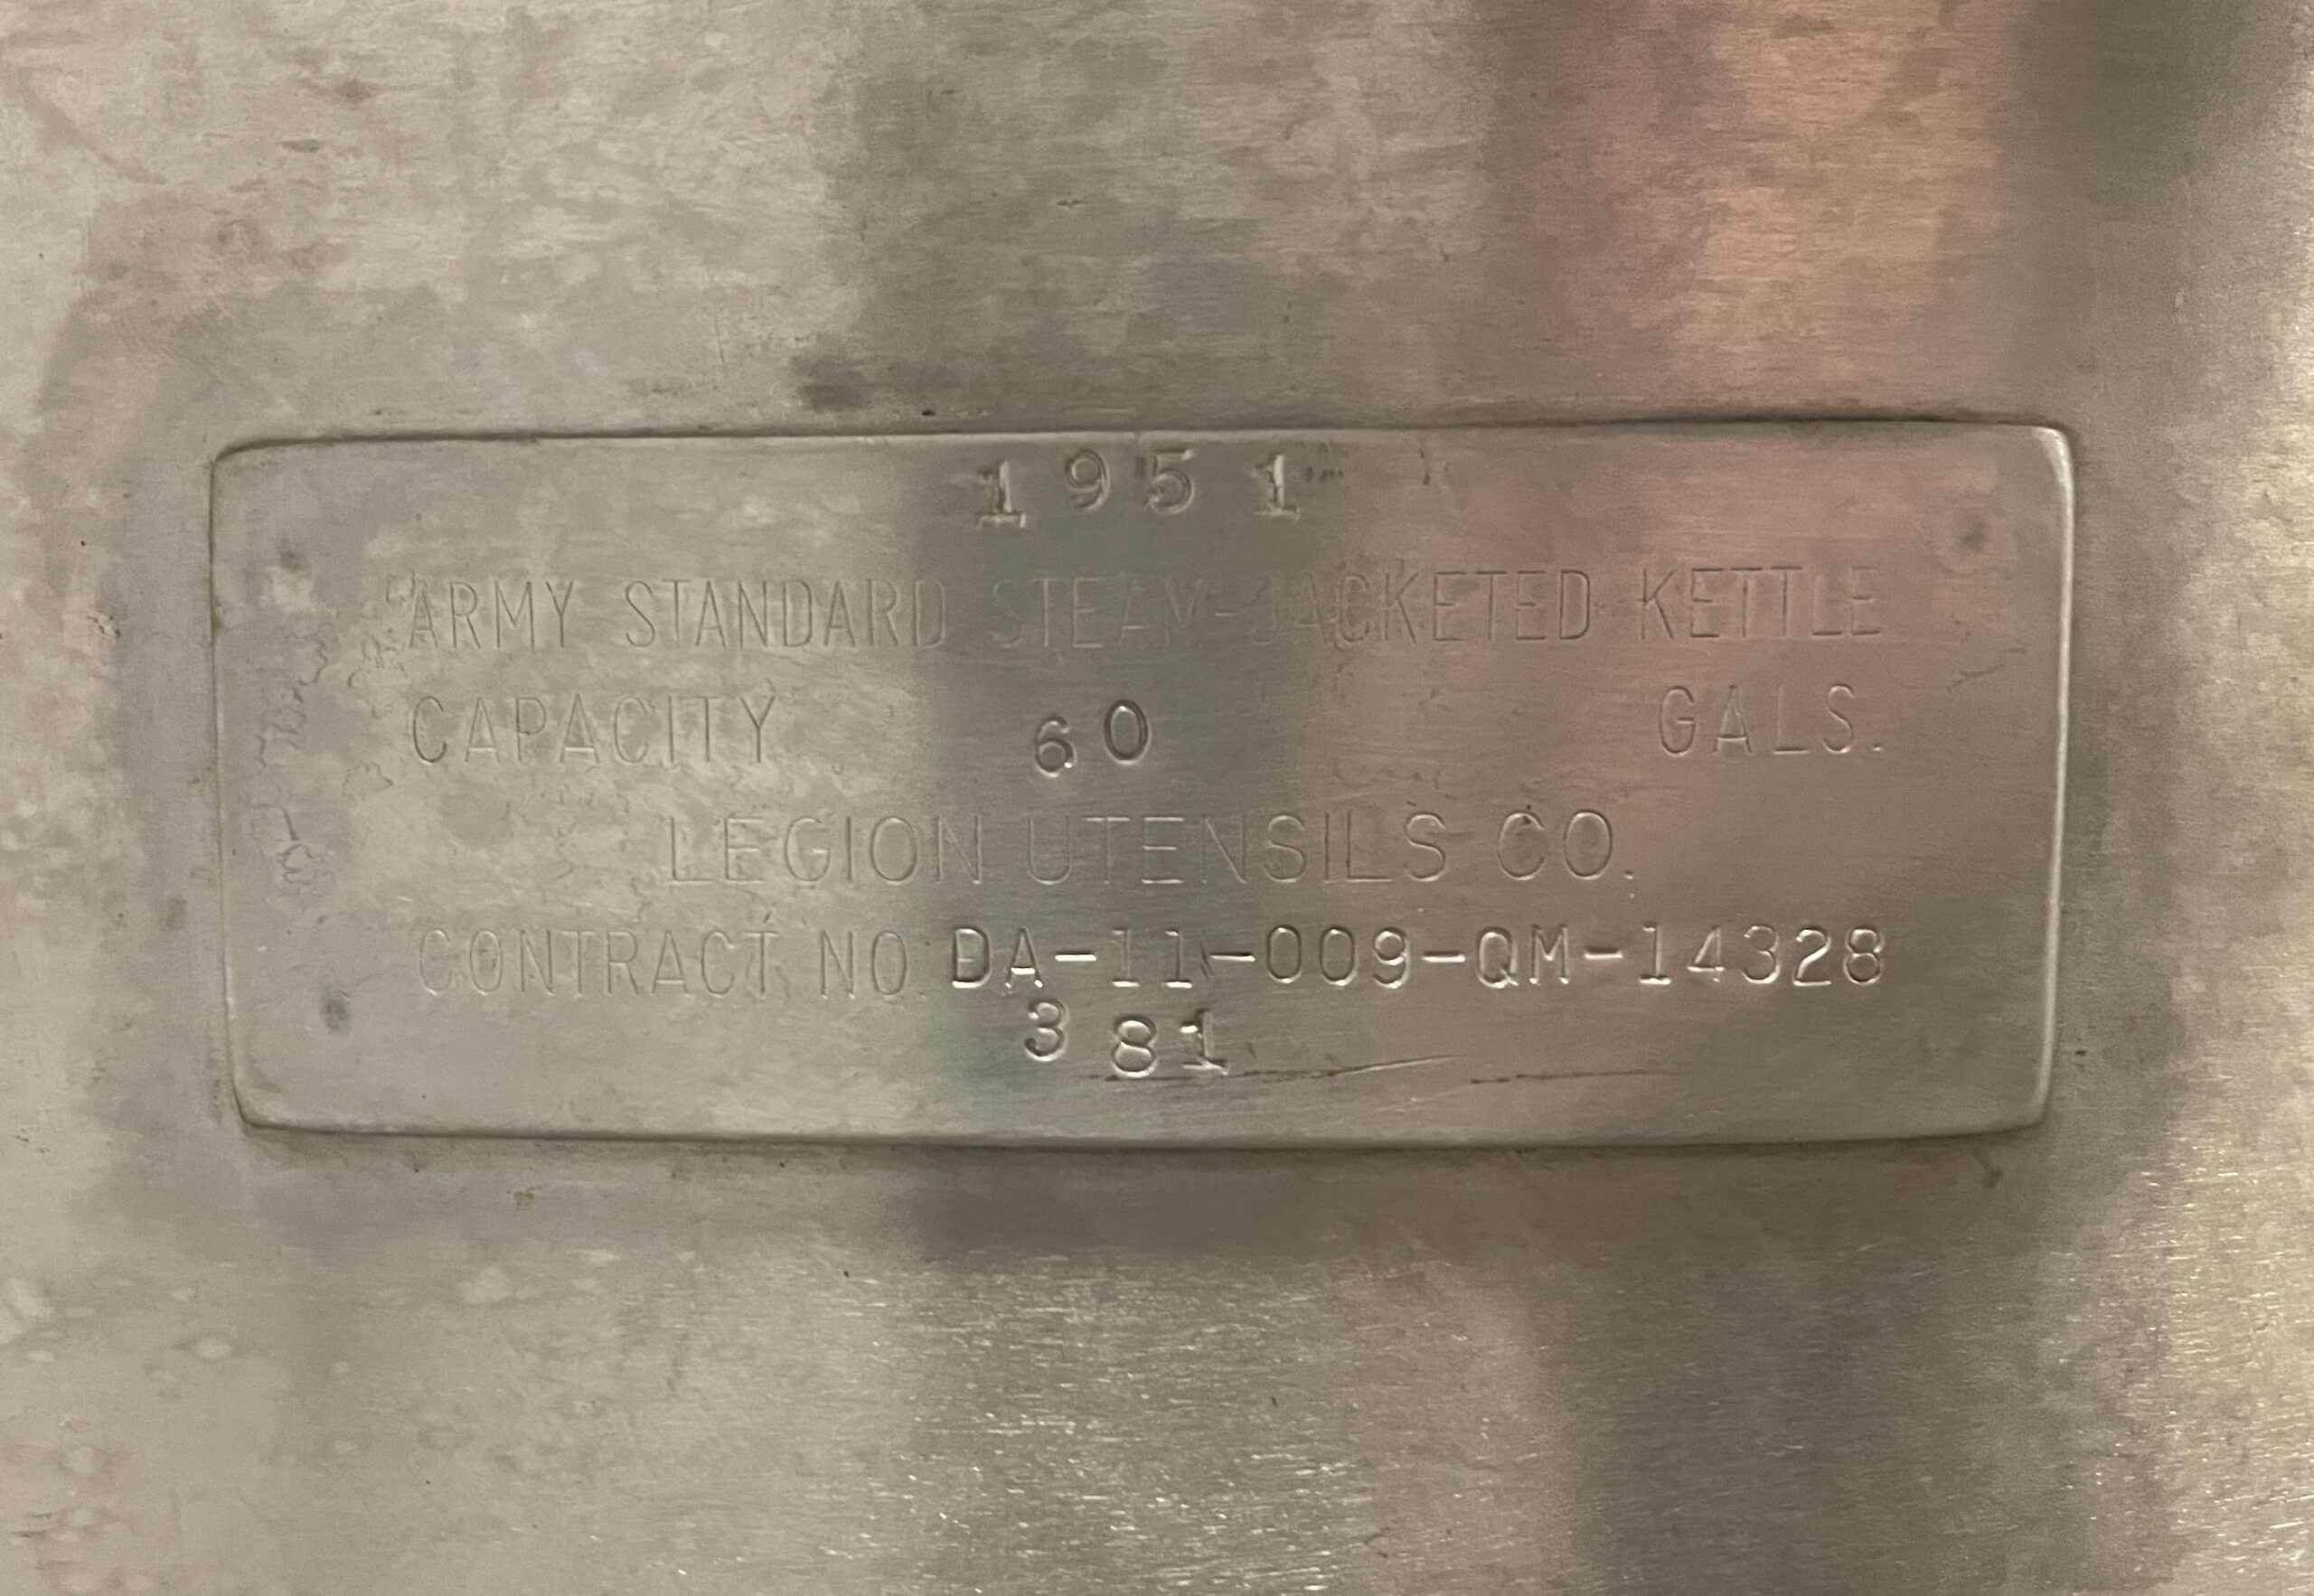 1951
ARMY STANDARD STEAM-JACKETED KETTLE
CAPACITY 60 GALS.
LEGION UTENSILS CO.
CONTRACT NO. DA-11-009-QM-14328
381